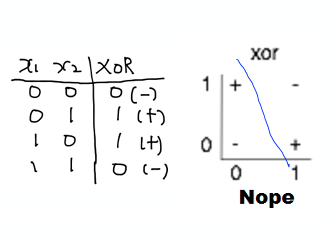 x1 x2 XOR
0 0 0 (-)
0 1 1 (+)
1 0 1 (+)
1 1 0 (-)
xor
1 + -
0 - +
0 1
Nope